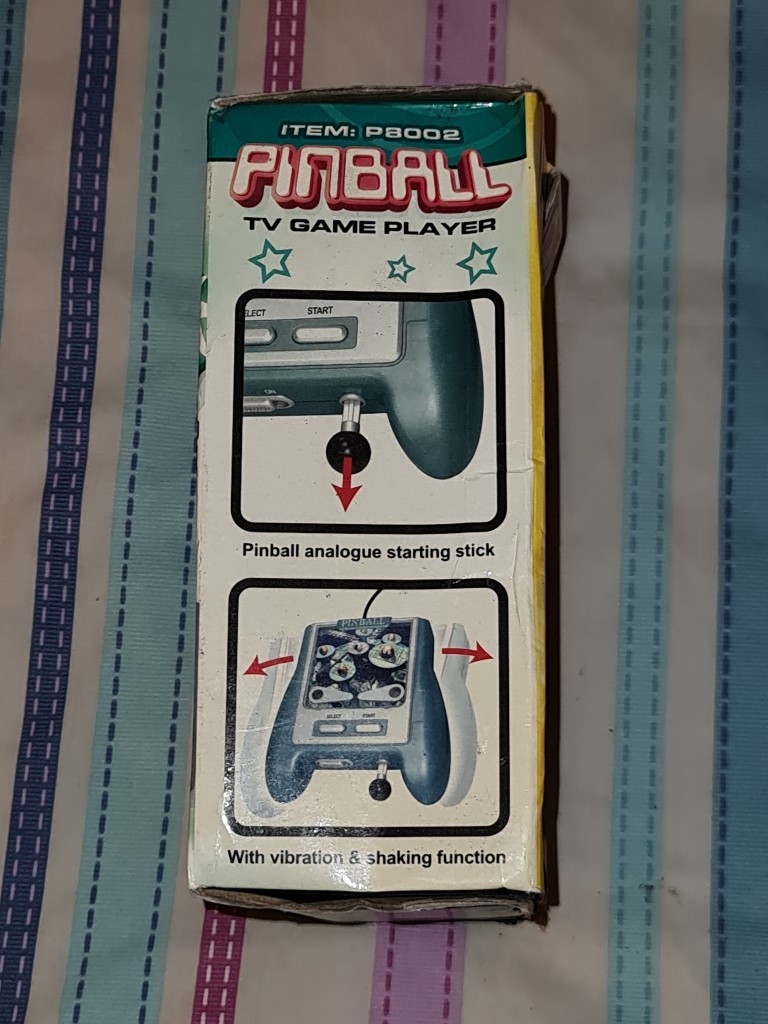 ITEM: P8002
PINBALL
TV GAME PLAYER
ELECT START
ON
Pinball analogue starting stick
PINBALL
SELECT START
With vibration & shaking function